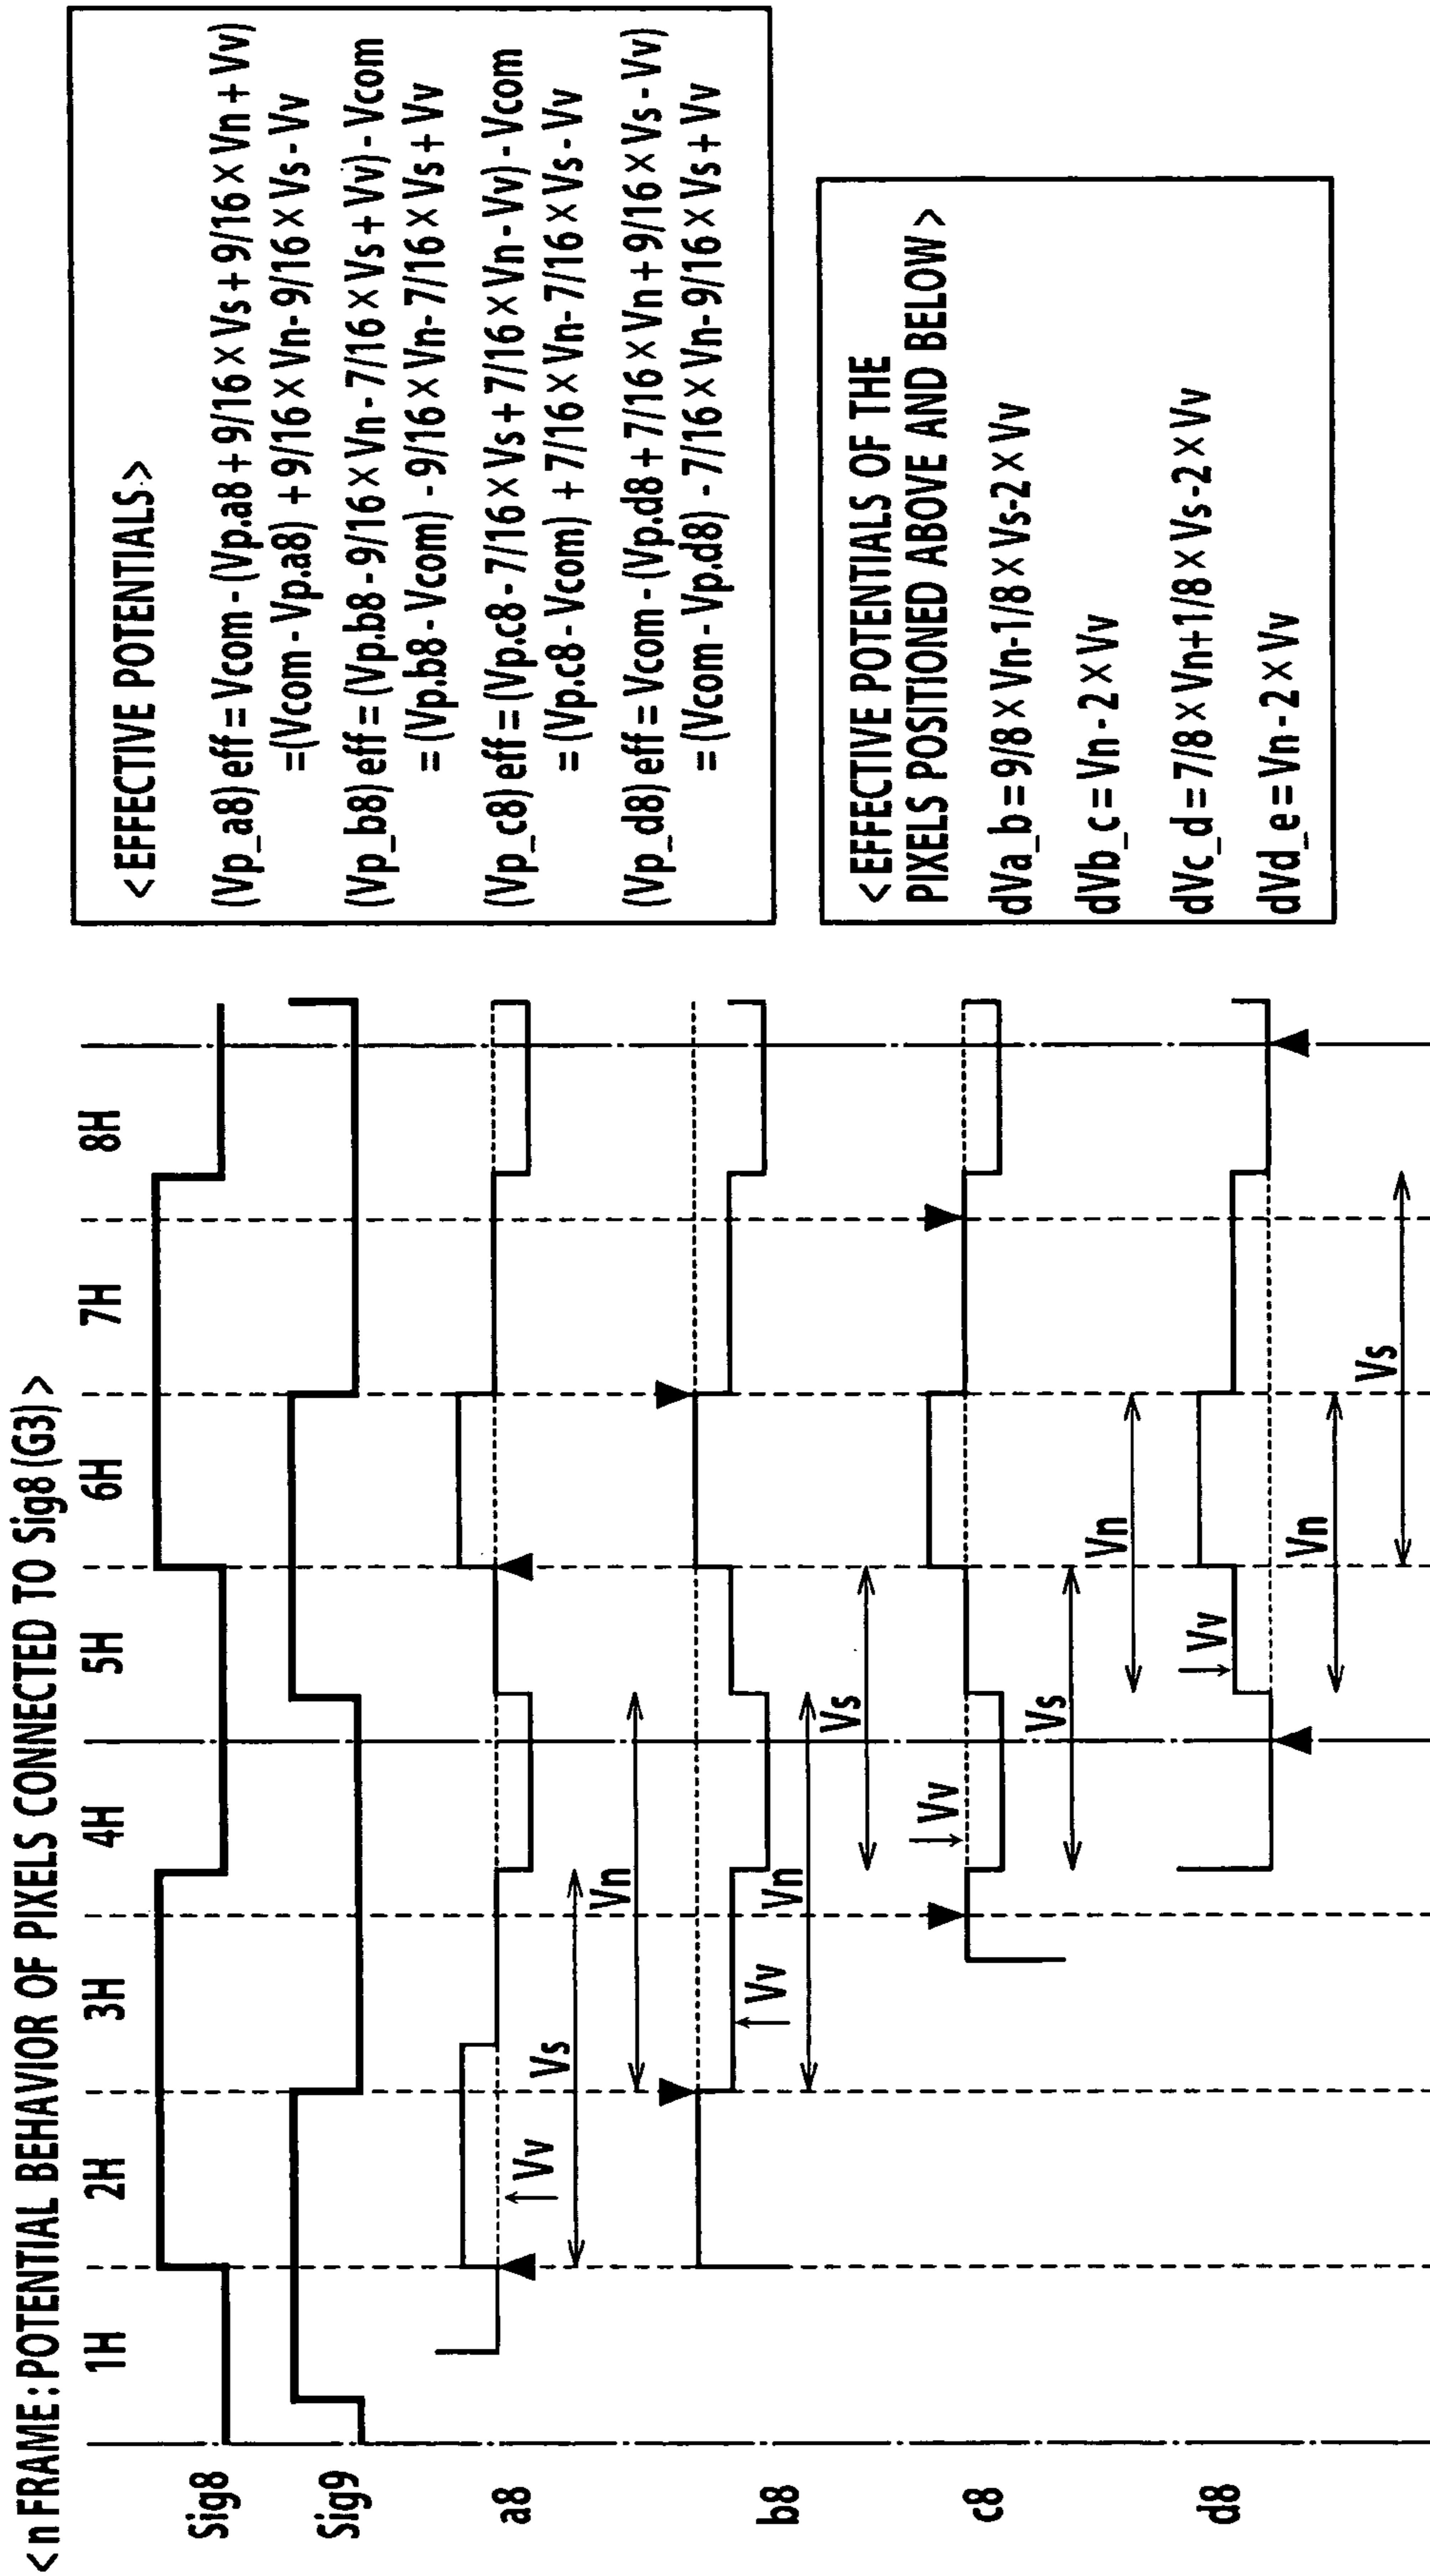 <n FRAME:POTENTIAL BEHAVIOR OF PIXELS CONNECTED TO Sig8(G3)>
1H 2H 3H 4H 5H 6H 7H 8H
Sig8
Sig9
a8
Vv
Vs
Vn
b8
Vv
Vn
Vs
c8
Vv
Vs
Vn
d8
Vv
Vn
Vs
<EFFECTIVE POTENTIALS>
(Vp_a8) eff = Vcom - (Vp.a8 + 9/16 × Vs + 9/16 × Vn + Vv)
=(Vcom - Vp.a8) + 9/16 × Vn- 9/16 × Vs - Vv
(Vp_b8) eff = (Vp.b8 - 9/16 × Vn - 7/16 × Vs + Vv) - Vcom
= (Vp.b8 - Vcom) - 9/16 × Vn- 7/16 × Vs + Vv
(Vp_c8) eff = (Vp.c8 - 7/16 × Vs + 7/16 × Vn - Vv) - Vcom
= (Vp.c8 - Vcom) + 7/16 × Vn- 7/16 × Vs - Vv
(Vp_d8) eff = Vcom - (Vp.d8 + 7/16 × Vn + 9/16 × Vs - Vv)
= (Vcom - Vp.d8) - 7/16 × Vn- 9/16 × Vs + Vv
<EFFECTIVE POTENTIALS OF THE
PIXELS POSITIONED ABOVE AND BELOW>
dVa_b = 9/8 × Vn-1/8 × Vs-2 × Vv
dVb_c = Vn - 2 × Vv
dVc_d = 7/8 × Vn+1/8 × Vs-2 × Vv
dVd_e = Vn - 2 × Vv